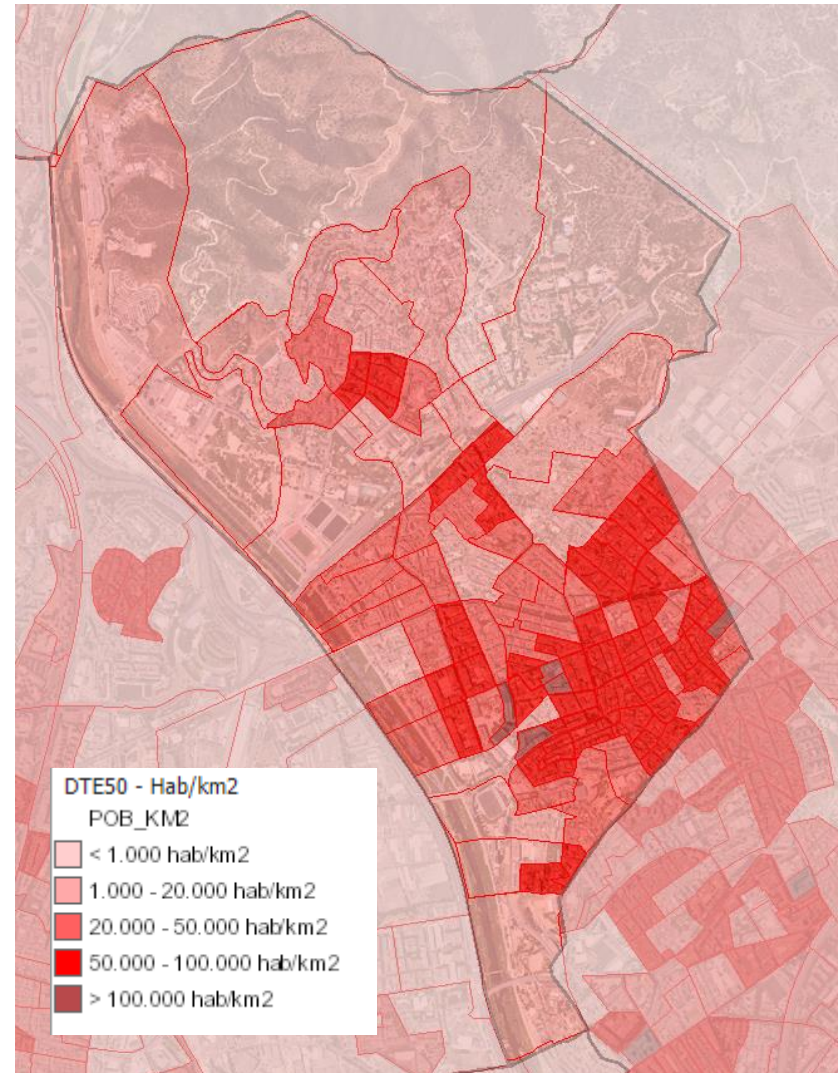 DTE50 - Hab/km2
POB_KM2
< 1.000 hab/km2
1.000 - 20.000 hab/km2
20.000 - 50.000 hab/km2
50.000 - 100.000 hab/km2
> 100.000 hab/km2